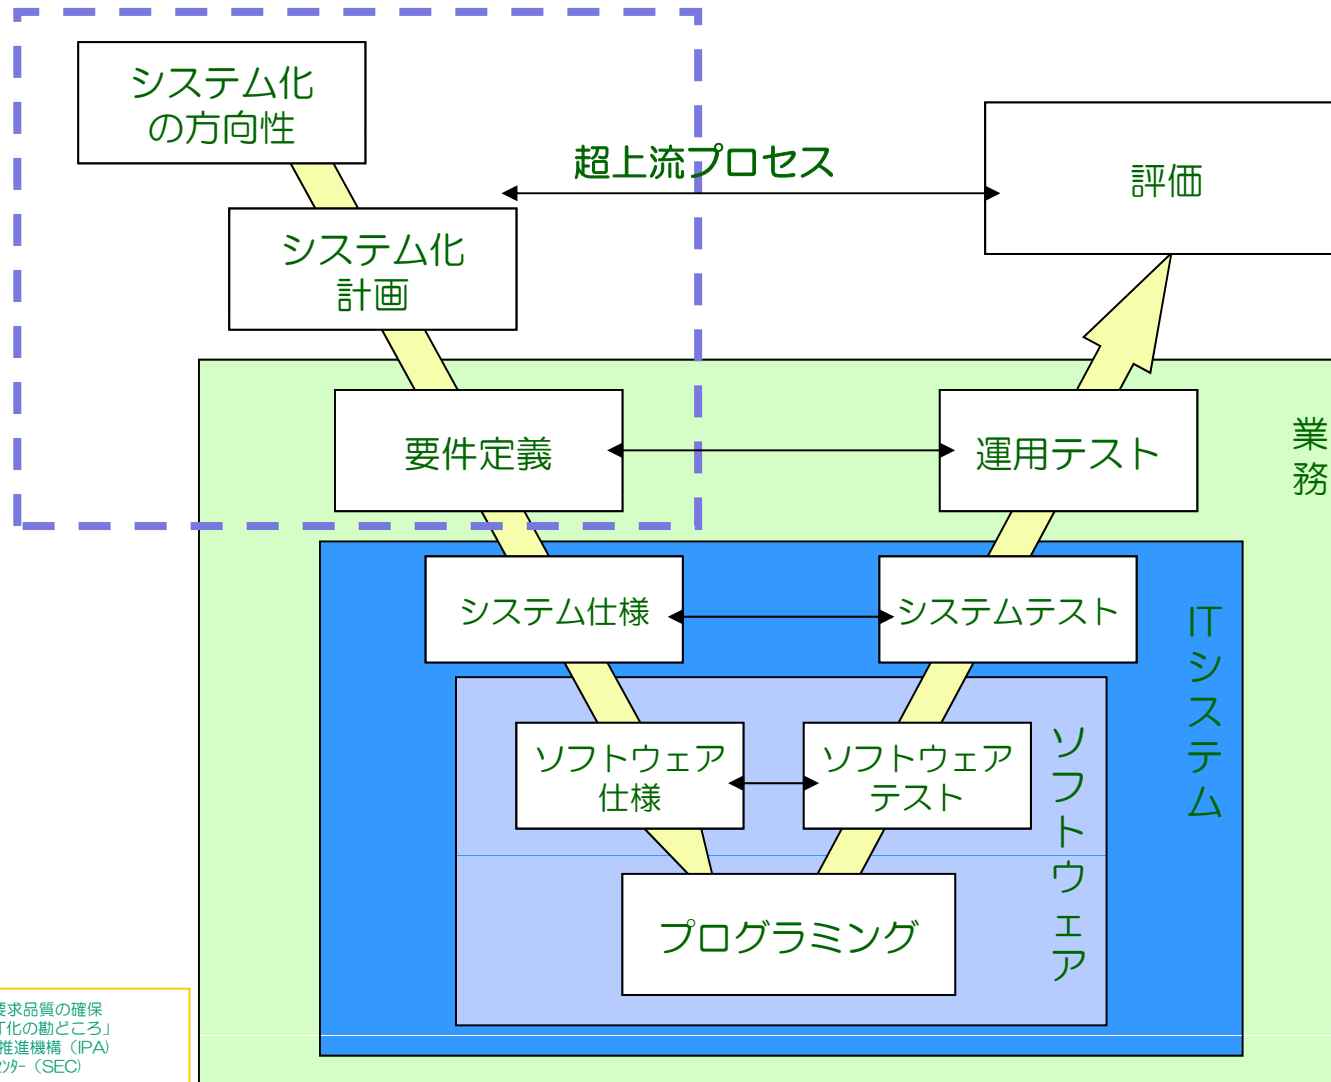 システム化
の方向性
超上流プロセス
評価
システム化
計画
要件定義
運用テスト
業務
システム仕様
システムテスト
ITシステム
ソフトウェア
仕様
ソフトウェア
テスト
ソフトウェア
プログラミング
要求品質の確保
IT化の勘どころ」
推進機構（IPA）
ンター（SEC）